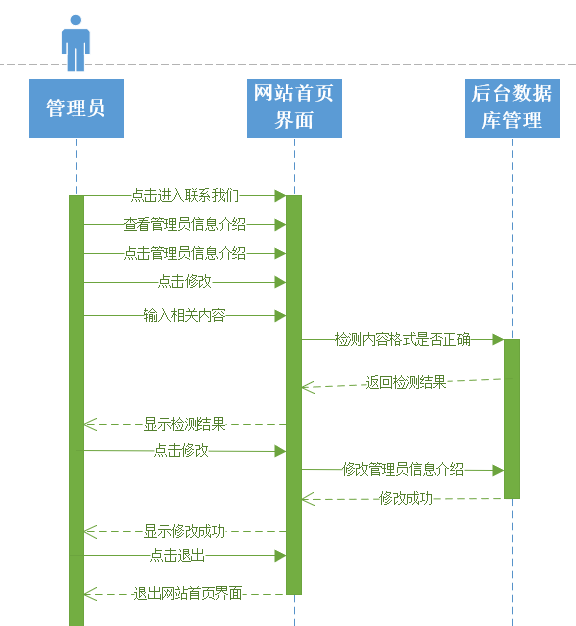 管理员
网站首页
界面
后台数据
库管理
点击进入联系我们
查看管理员信息介绍
点击管理员信息介绍
点击修改
输入相关内容
检测内容格式是否正确
返回检测结果
显示检测结果
点击修改
修改管理员信息介绍
修改成功
显示修改成功
点击退出
退出网站首页界面